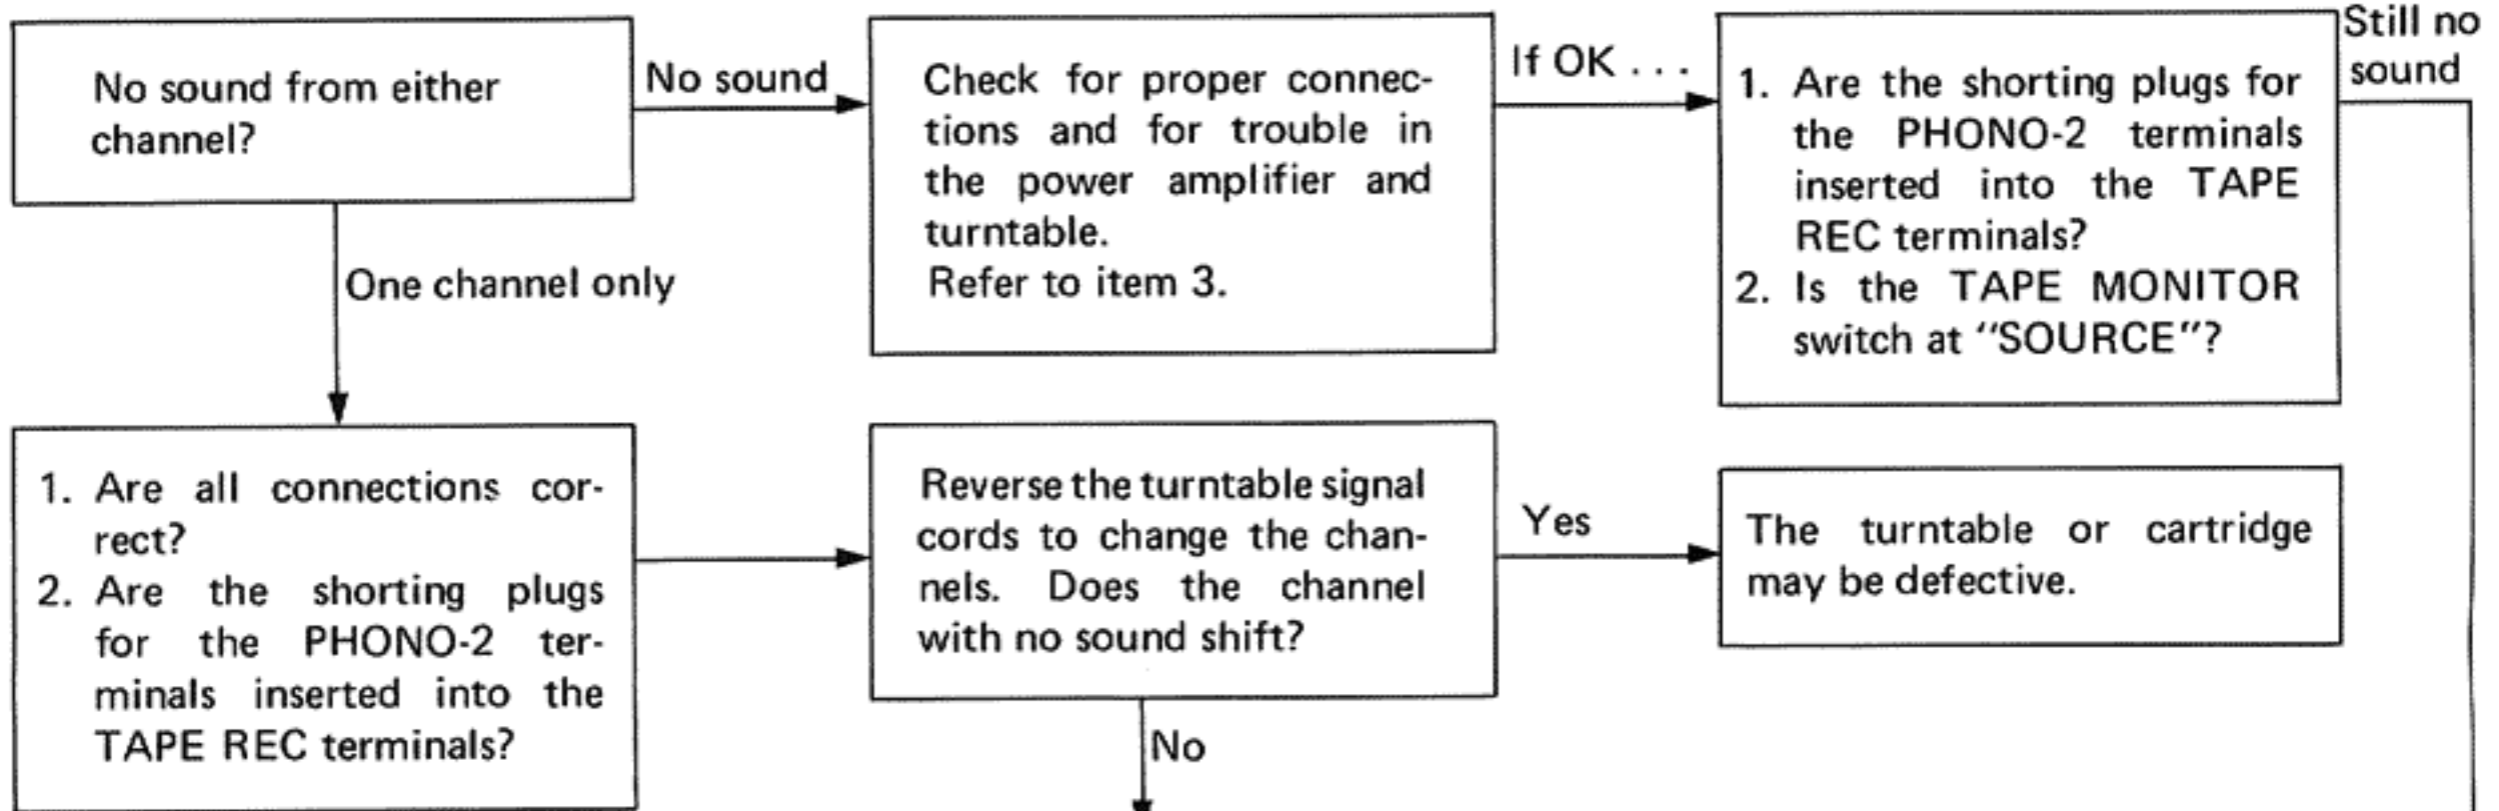 No sound from either
channel?
No sound
Check for proper connec-
tions and for trouble in
the power amplifier and
turntable.
Refer to item 3.
If OK . . .
1. Are the shorting plugs for
the PHONO-2 terminals
inserted into the TAPE
REC terminals?
2. Is the TAPE MONITOR
switch at “SOURCE”?
Still no
sound
One channel only
1. Are all connections cor-
rect?
2. Are the shorting plugs
for the PHONO-2 ter-
minals inserted into the
TAPE REC terminals?
Reverse the turntable signal
cords to change the chan-
nels. Does the channel
with no sound shift?
Yes
The turntable or cartridge
may be defective.
No